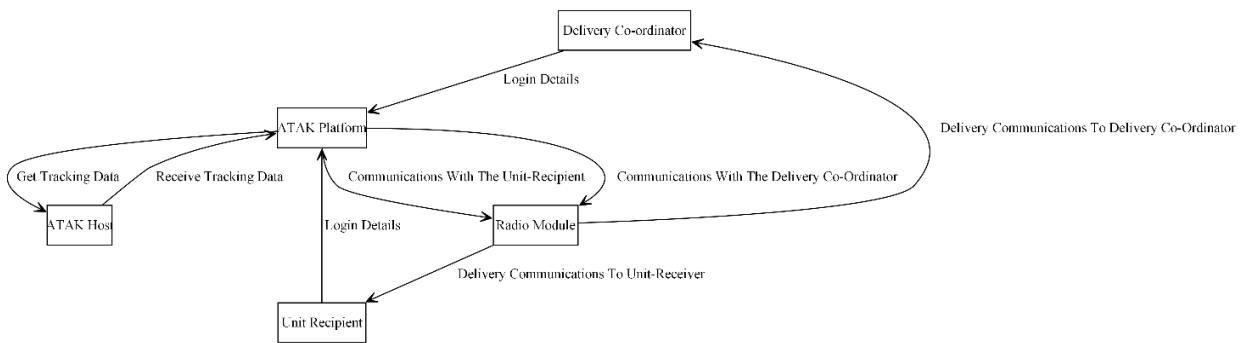 Delivery Co-ordinator
Login Details
ATAK Platform
Delivery Communications To Delivery Co-Ordinator
Get Tracking Data
Receive Tracking Data
Communications With The Unit-Recipient
Communications With The Delivery Co-Ordinator
ATAK Host
Login Details
Radio Module
Delivery Communications To Unit-Receiver
Unit Recipient